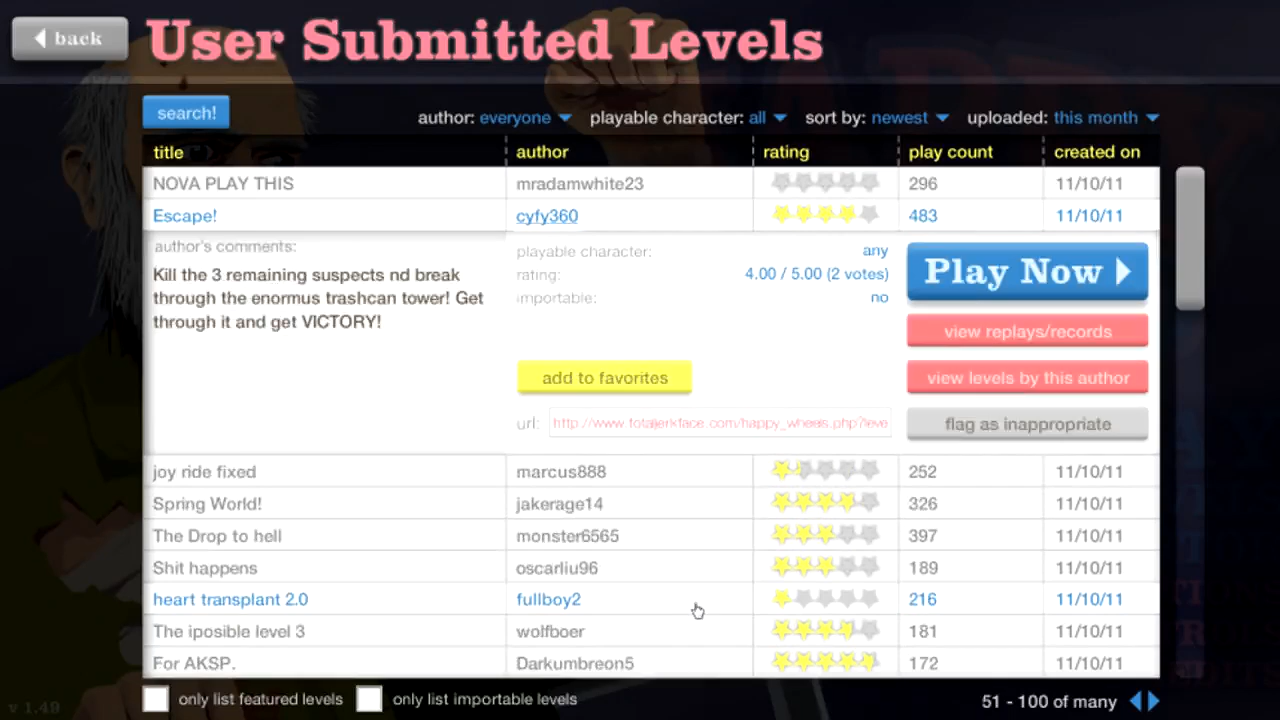 back
User Submitted Levels
search!
author: everyone playable character: all sort by: newest uploaded: this month
title author rating play count created on
NOVA PLAY THIS mradamwhite23 296 11/10/11
Escape! cyfy360 483 11/10/11
author's comments:
Kill the 3 remaining suspects nd break
through the enormus trashcan tower! Get
through it and get VICTORY!
playable character: any
rating: 4.00 / 5.00 (2 votes)
importable: no
add to favorites
url: http://www.totaljerkface.com/happy_wheels.php?leve
Play Now
view replays/records
view levels by this author
flag as inappropriate
joy ride fixed marcus888 252 11/10/11
Spring World! jakerage14 326 11/10/11
The Drop to hell monster6565 397 11/10/11
Shit happens oscarliu96 189 11/10/11
heart transplant 2.0 fullboy2 216 11/10/11
The iposible level 3 wolfboer 181 11/10/11
For AKSP. Darkumbreon5 172 11/10/11
only list featured levels only list importable levels
51 - 100 of many
v 1.49